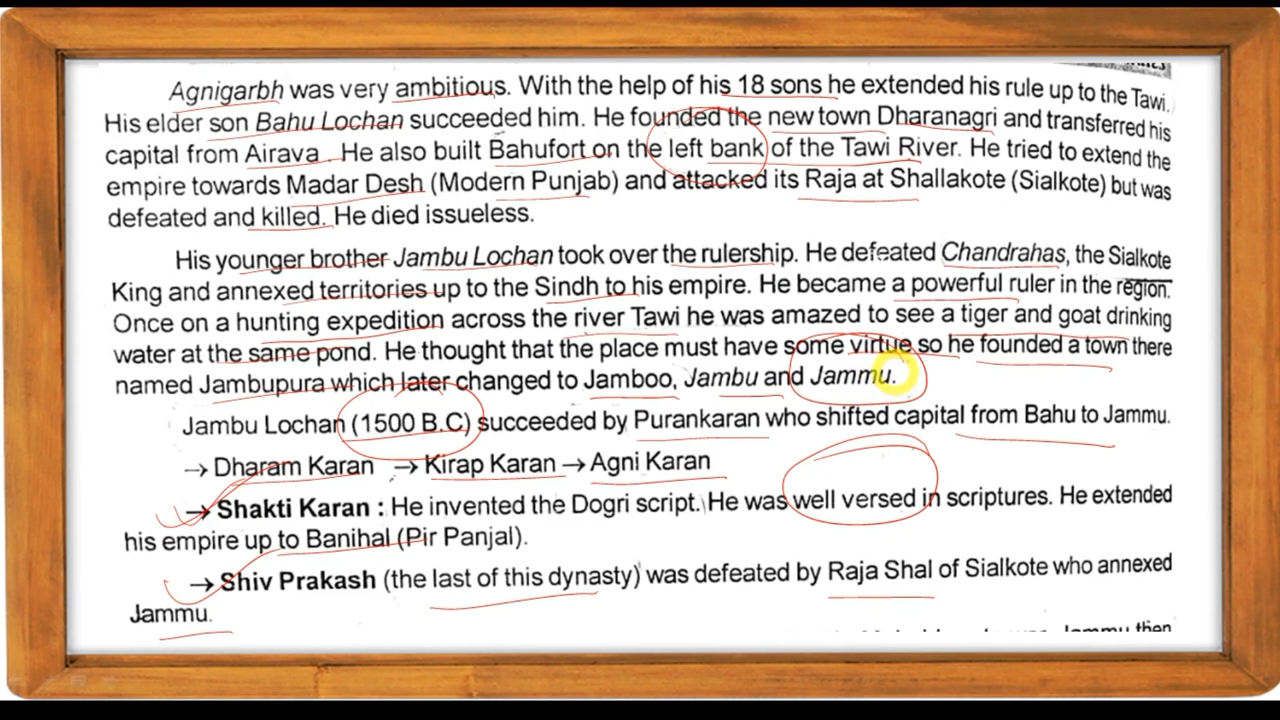 Agnigarbh was very ambitious. With the help of his 18 sons he extended his rule up to the Tawi.
His elder son Bahu Lochan succeeded him. He founded the new town Dharanagri and transferred his
capital from Airava. He also built Bahufort on the left bank of the Tawi River. He tried to extend the
empire towards Madar Desh (Modern Punjab) and attacked its Raja at Shallakote (Sialkote) but was
defeated and killed. He died issueless.
His younger brother Jambu Lochan took over the rulership. He defeated Chandrahas, the Sialkote
King and annexed territories up to the Sindh to his empire. He became a powerful ruler in the region.
Once on a hunting expedition across the river Tawi he was amazed to see a tiger and goat drinking
water at the same pond. He thought that the place must have some virtue so he founded a town there
named Jambupura which later changed to Jamboo, Jambu and Jammu.
Jambu Lochan (1500 B.C) succeeded by Purankaran who shifted capital from Bahu to Jammu.
→ Dharam Karan → Kirap Karan → Agni Karan
→ Shakti Karan : He invented the Dogri script. He was well versed in scriptures. He extended
his empire up to Banihal (Pir Panjal).
→ Shiv Prakash (the last of this dynasty) was defeated by Raja Shal of Sialkote who annexed
Jammu.